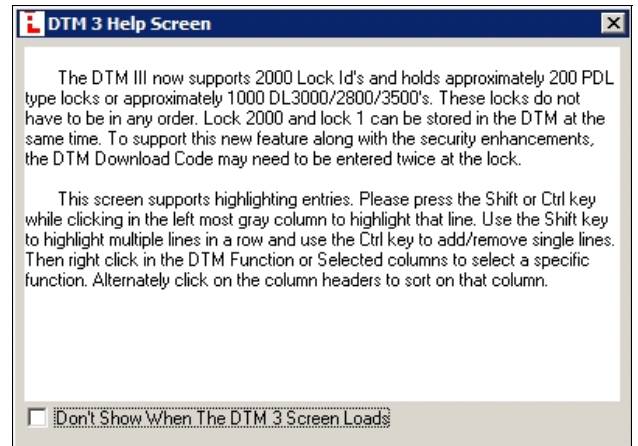 DTM 3 Help Screen
The DTM III now supports 2000 Lock Id's and holds approximately 200 PDL
type locks or approximately 1000 DL3000/2800/3500's. These locks do not
have to be in any order. Lock 2000 and lock 1 can be stored in the DTM at the
same time. To support this new feature along with the security enhancements,
the DTM Download Code may need to be entered twice at the lock.
This screen supports highlighting entries. Please press the Shift or Ctrl key
while clicking in the left most gray column to highlight that line. Use the Shift key
to highlight multiple lines in a row and use the Ctrl key to add/remove single lines.
Then right click in the DTM Function or Selected columns to select a specific
function. Alternately click on the column headers to sort on that column.
Don't Show When The DTM 3 Screen Loads